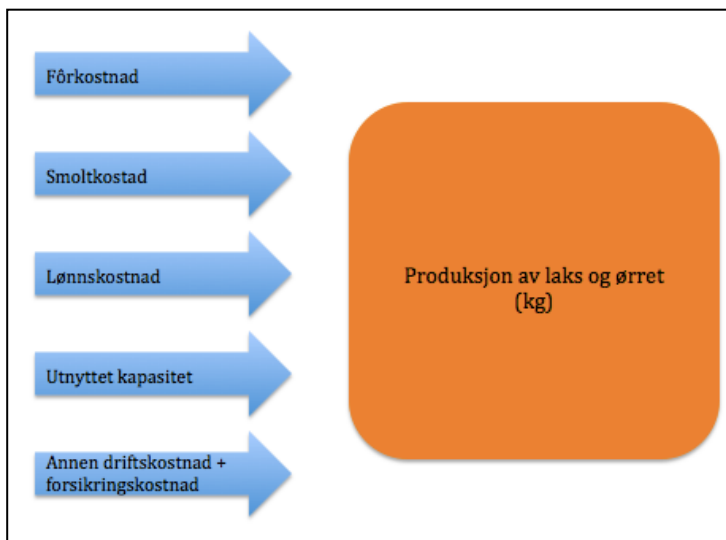 Fôrkostnad
Smoltkostad
Lønnskostnad
Produksjon av laks og ørret
(kg)
Utnyttet kapasitet
Annen driftskostnad +
forsikringskostnad